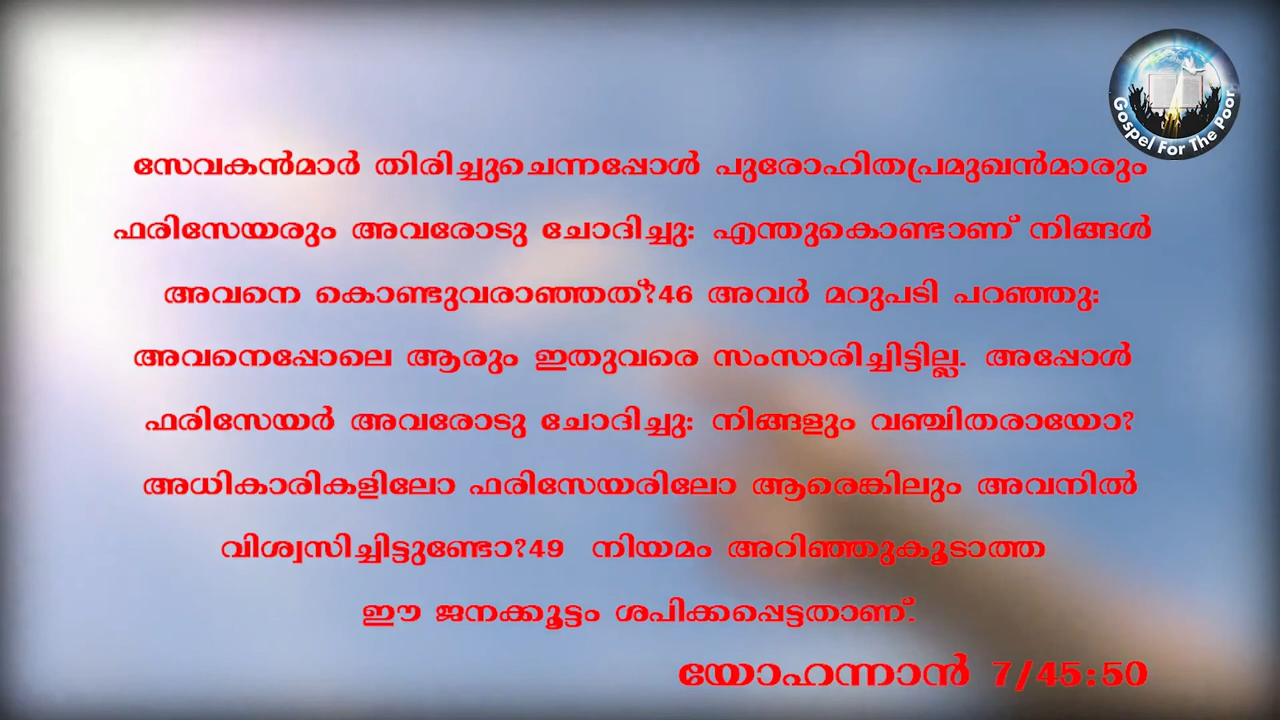 Gospel For The Poor
സേവകൻമാർ തിരിച്ചുചെന്നപ്പോൾ പുരോഹിതപ്രമുഖൻമാരും
ഫരിസേയരും അവരോടു ചോദിച്ചു: എന്തുകൊണ്ടാണ് നിങ്ങൾ
അവനെ കൊണ്ടുവരാഞ്ഞത്?46 അവർ മറുപടി പറഞ്ഞു:
അവനെപ്പോലെ ആരും ഇതുവരെ സംസാരിച്ചിട്ടില്ല. അപ്പോൾ
ഫരിസേയർ അവരോടു ചോദിച്ചു: നിങ്ങളും വഞ്ചിതരായോ?
അധികാരികളിലോ ഫരിസേയരിലോ ആരെങ്കിലും അവനിൽ
വിശ്വസിച്ചിട്ടുണ്ടോ?49 നിയമം അറിഞ്ഞുകൂടാത്ത
ഈ ജനക്കൂട്ടം ശപിക്കപ്പെട്ടതാണ്.
യോഹന്നാൻ 7/45:50